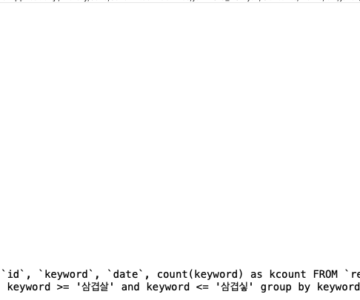 `id`, `keyword`, `date`, count(keyword) as kcount FROM `re
keyword >= '삼겹살' and keyword <= '삼겹싷' group by keyword